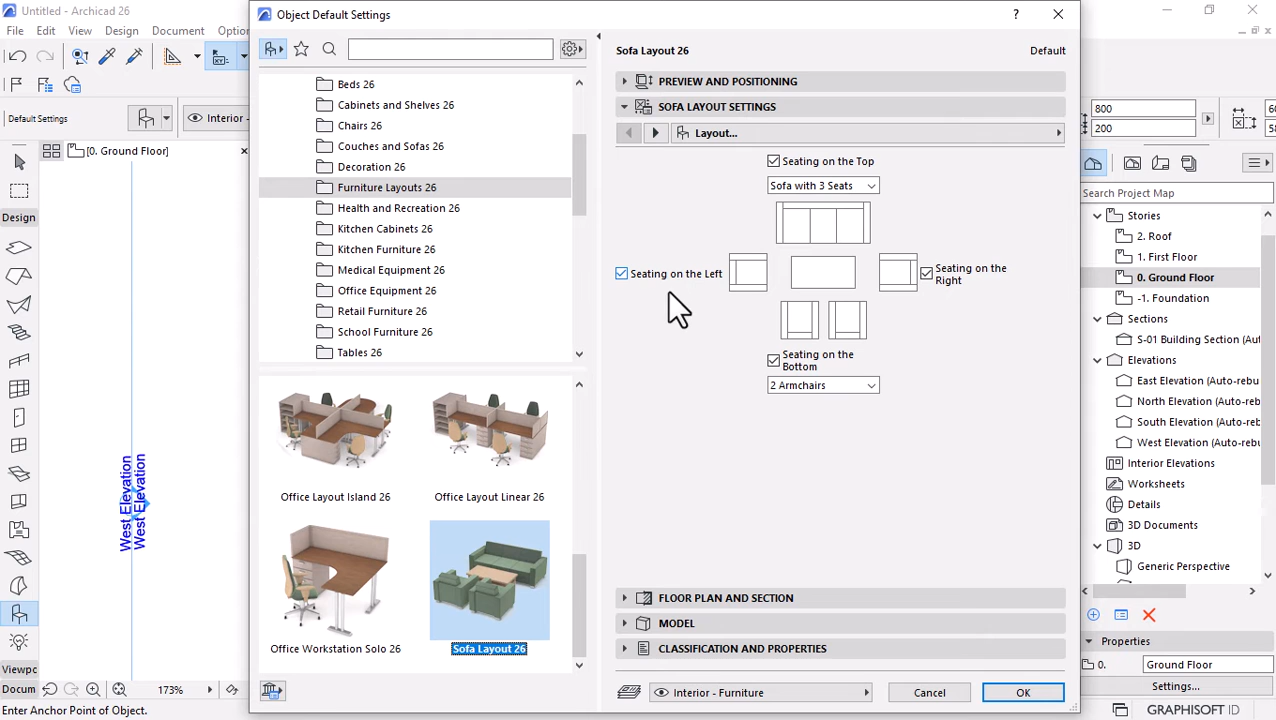 Untitled - Archicad 26
Object Default Settings
File Edit View Design Document Optio
Sofa Layout 26
Default
PREVIEW AND POSITIONING
SOFA LAYOUT SETTINGS
Layout...
Default Settings
Interior -
[0. Ground Floor]
Beds 26
Cabinets and Shelves 26
Chairs 26
Couches and Sofas 26
Decoration 26
Furniture Layouts 26
Health and Recreation 26
Kitchen Cabinets 26
Kitchen Furniture 26
Medical Equipment 26
Office Equipment 26
Retail Furniture 26
School Furniture 26
Tables 26
Seating on the Top
Sofa with 3 Seats
Seating on the Left
Seating on the
Right
Seating on the
Bottom
2 Armchairs
Design
Viewpc
Docum
West Elevation
West Elevation
Office Layout Island 26
Office Layout Linear 26
Office Workstation Solo 26
Sofa Layout 26
FLOOR PLAN AND SECTION
MODEL
CLASSIFICATION AND PROPERTIES
Interior - Furniture
Cancel
OK
800
200
60
58
Search Project Map
Stories
2. Roof
1. First Floor
0. Ground Floor
-1. Foundation
Sections
S-01 Building Section (Aut
Elevations
East Elevation (Auto-reb
North Elevation (Auto-reb
South Elevation (Auto-reb
West Elevation (Auto-rebu
Interior Elevations
Worksheets
Details
3D Documents
3D
Generic Perspective
Properties
0.
Ground Floor
Settings...
173%
Enter Anchor Point of Object.
GRAPHISOFT ID